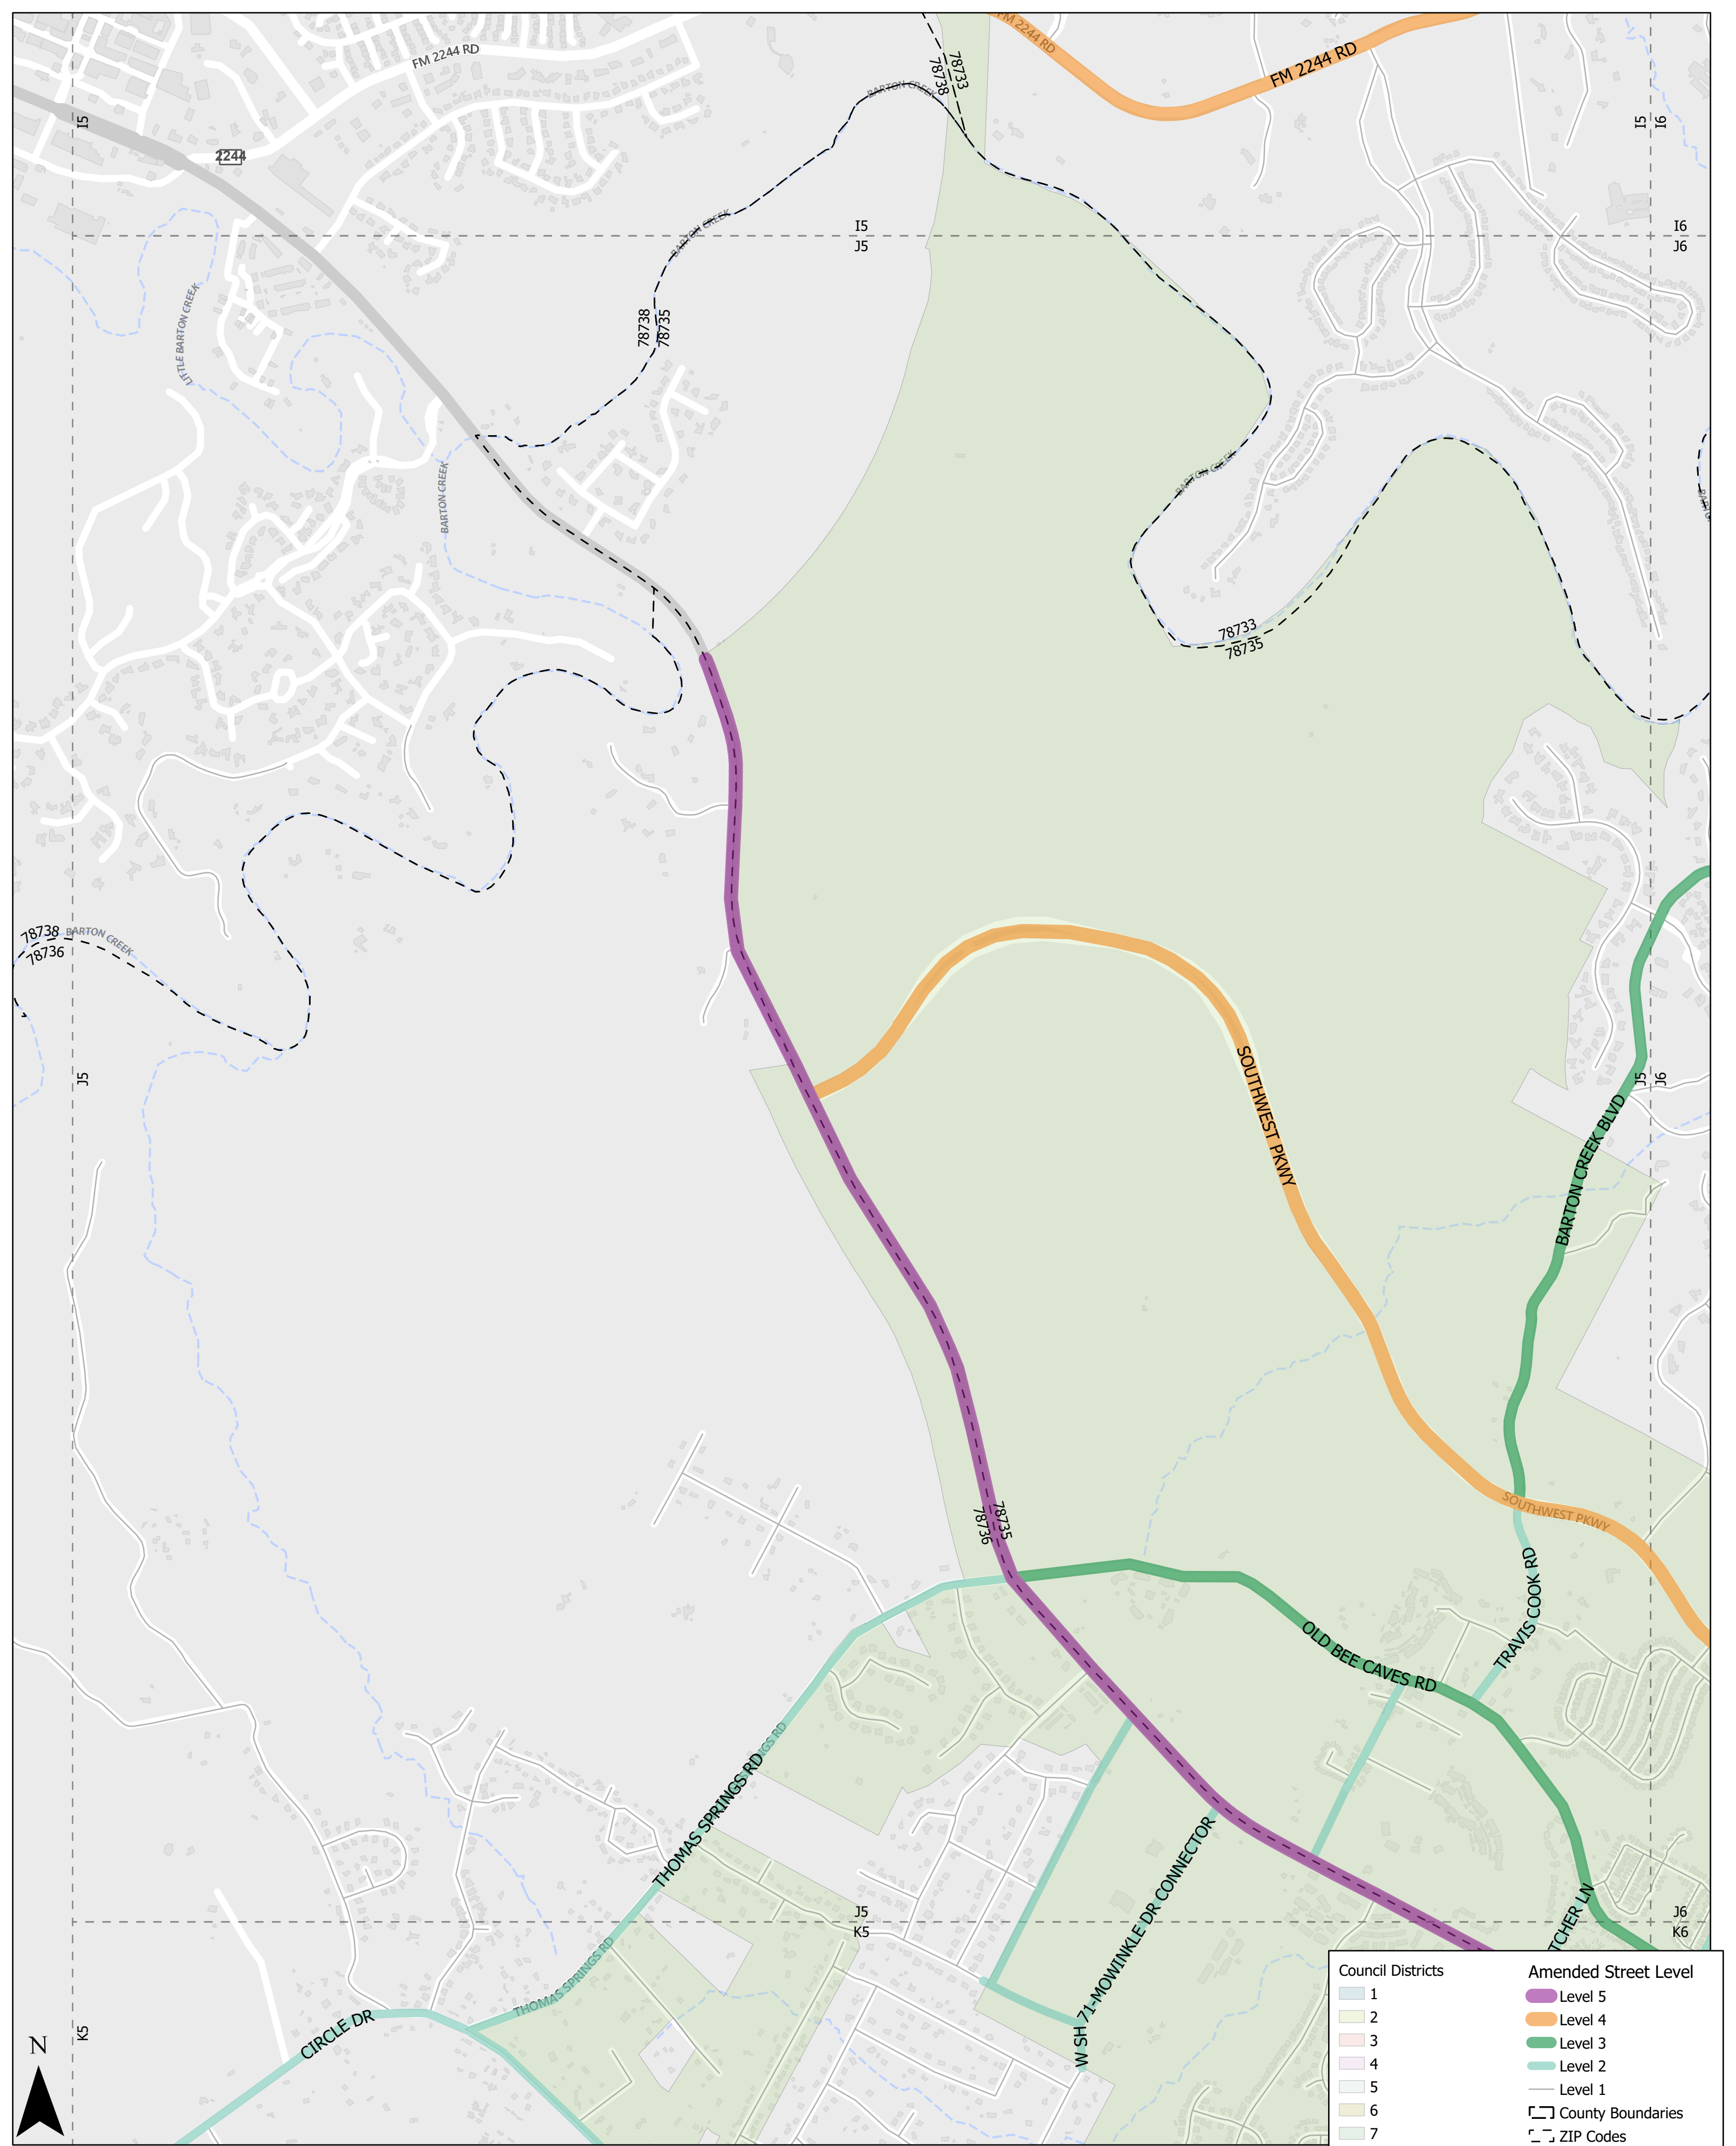 FM 2244 RD
FM 2244 RD
FM 2244 RD
78738
78733
BARTON CREEK
I5
I5
I6
2244
BARTON CREEK
I5
J5
I6
J6
LITTLE BARTON CREEK
78738
78735
BARTON CREEK
BARTON CREEK
78733
78735
78738
78736
BARTON CREEK
SOUTHWEST PKWY
J5
J5
J6
BARTON CREEK BLVD
78736
78735
SOUTHWEST PKWY
TRAVIS COOK RD
OLD BEE CAVES RD
THOMAS SPRINGS RD
W SH 71-MOWINKLE DR CONNECTOR
TCHER LN
J5
K5
J6
K6
THOMAS SPRINGS RD
CIRCLE DR
K5
N
Council Districts
1
2
3
4
5
6
7
Amended Street Level
Level 5
Level 4
Level 3
Level 2
Level 1
County Boundaries
ZIP Codes